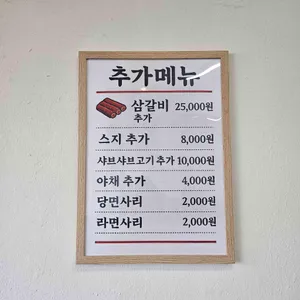 추가메뉴
삼갈비 25,000원
추가
스지 추가 8,000원
샤브샤브고기 추가 10,000원
야채 추가 4,000원
당면사리 2,000원
라면사리 2,000원